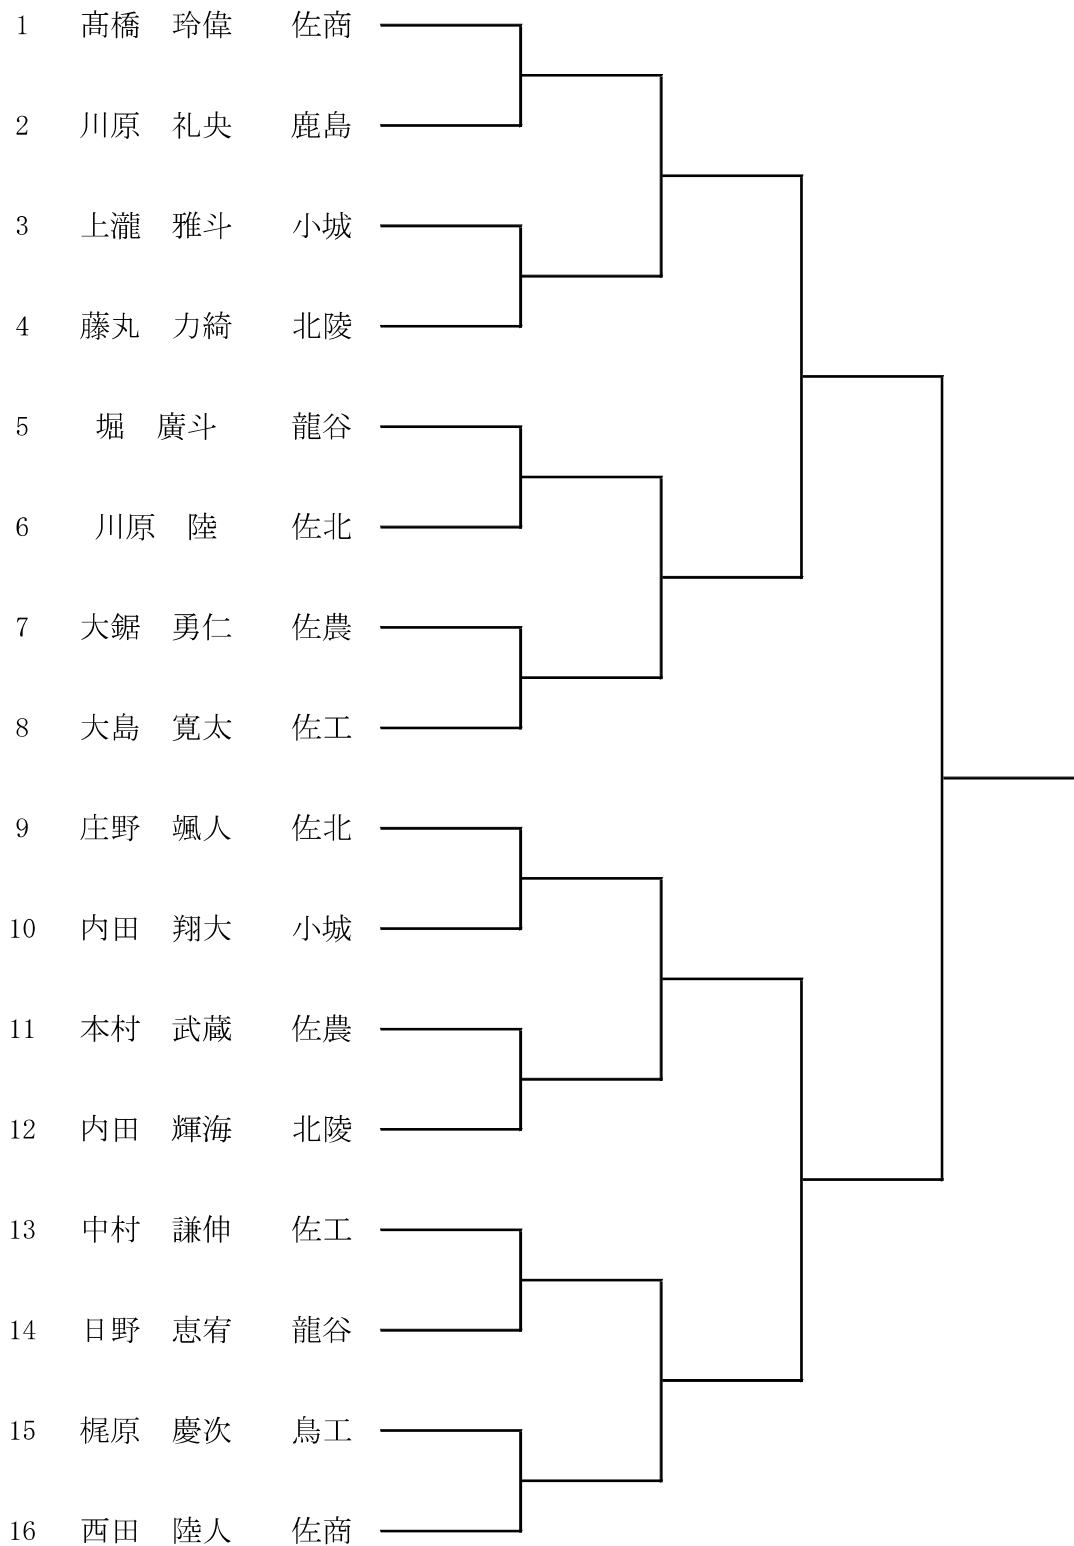 1 髙橋 玲偉 佐商
2 川原 礼央 鹿島
3 上瀧 雅斗 小城
4 藤丸 力綺 北陵
5 堀 廣斗 龍谷
6 川原 陸 佐北
7 大鋸 勇仁 佐農
8 大島 寛太 佐工
9 庄野 颯人 佐北
10 内田 翔大 小城
11 本村 武蔵 佐農
12 内田 輝海 北陵
13 中村 謙伸 佐工
14 日野 恵宥 龍谷
15 梶原 慶次 鳥工
16 西田 陸人 佐商